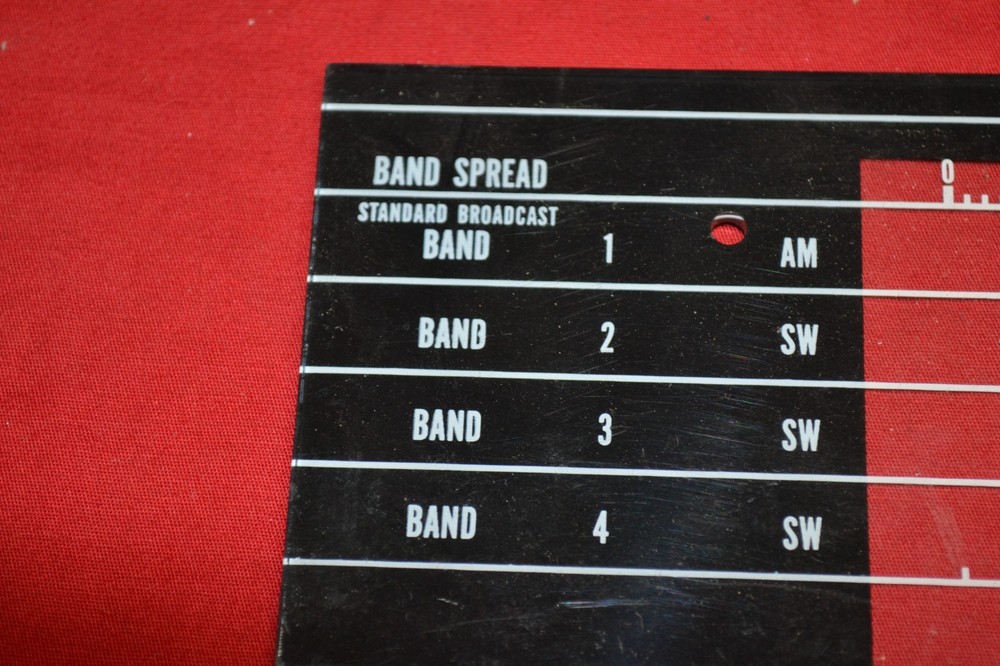 BAND SPREAD 0
STANDARD BROADCAST
BAND 1 AM
BAND 2 SW
BAND 3 SW
BAND 4 SW